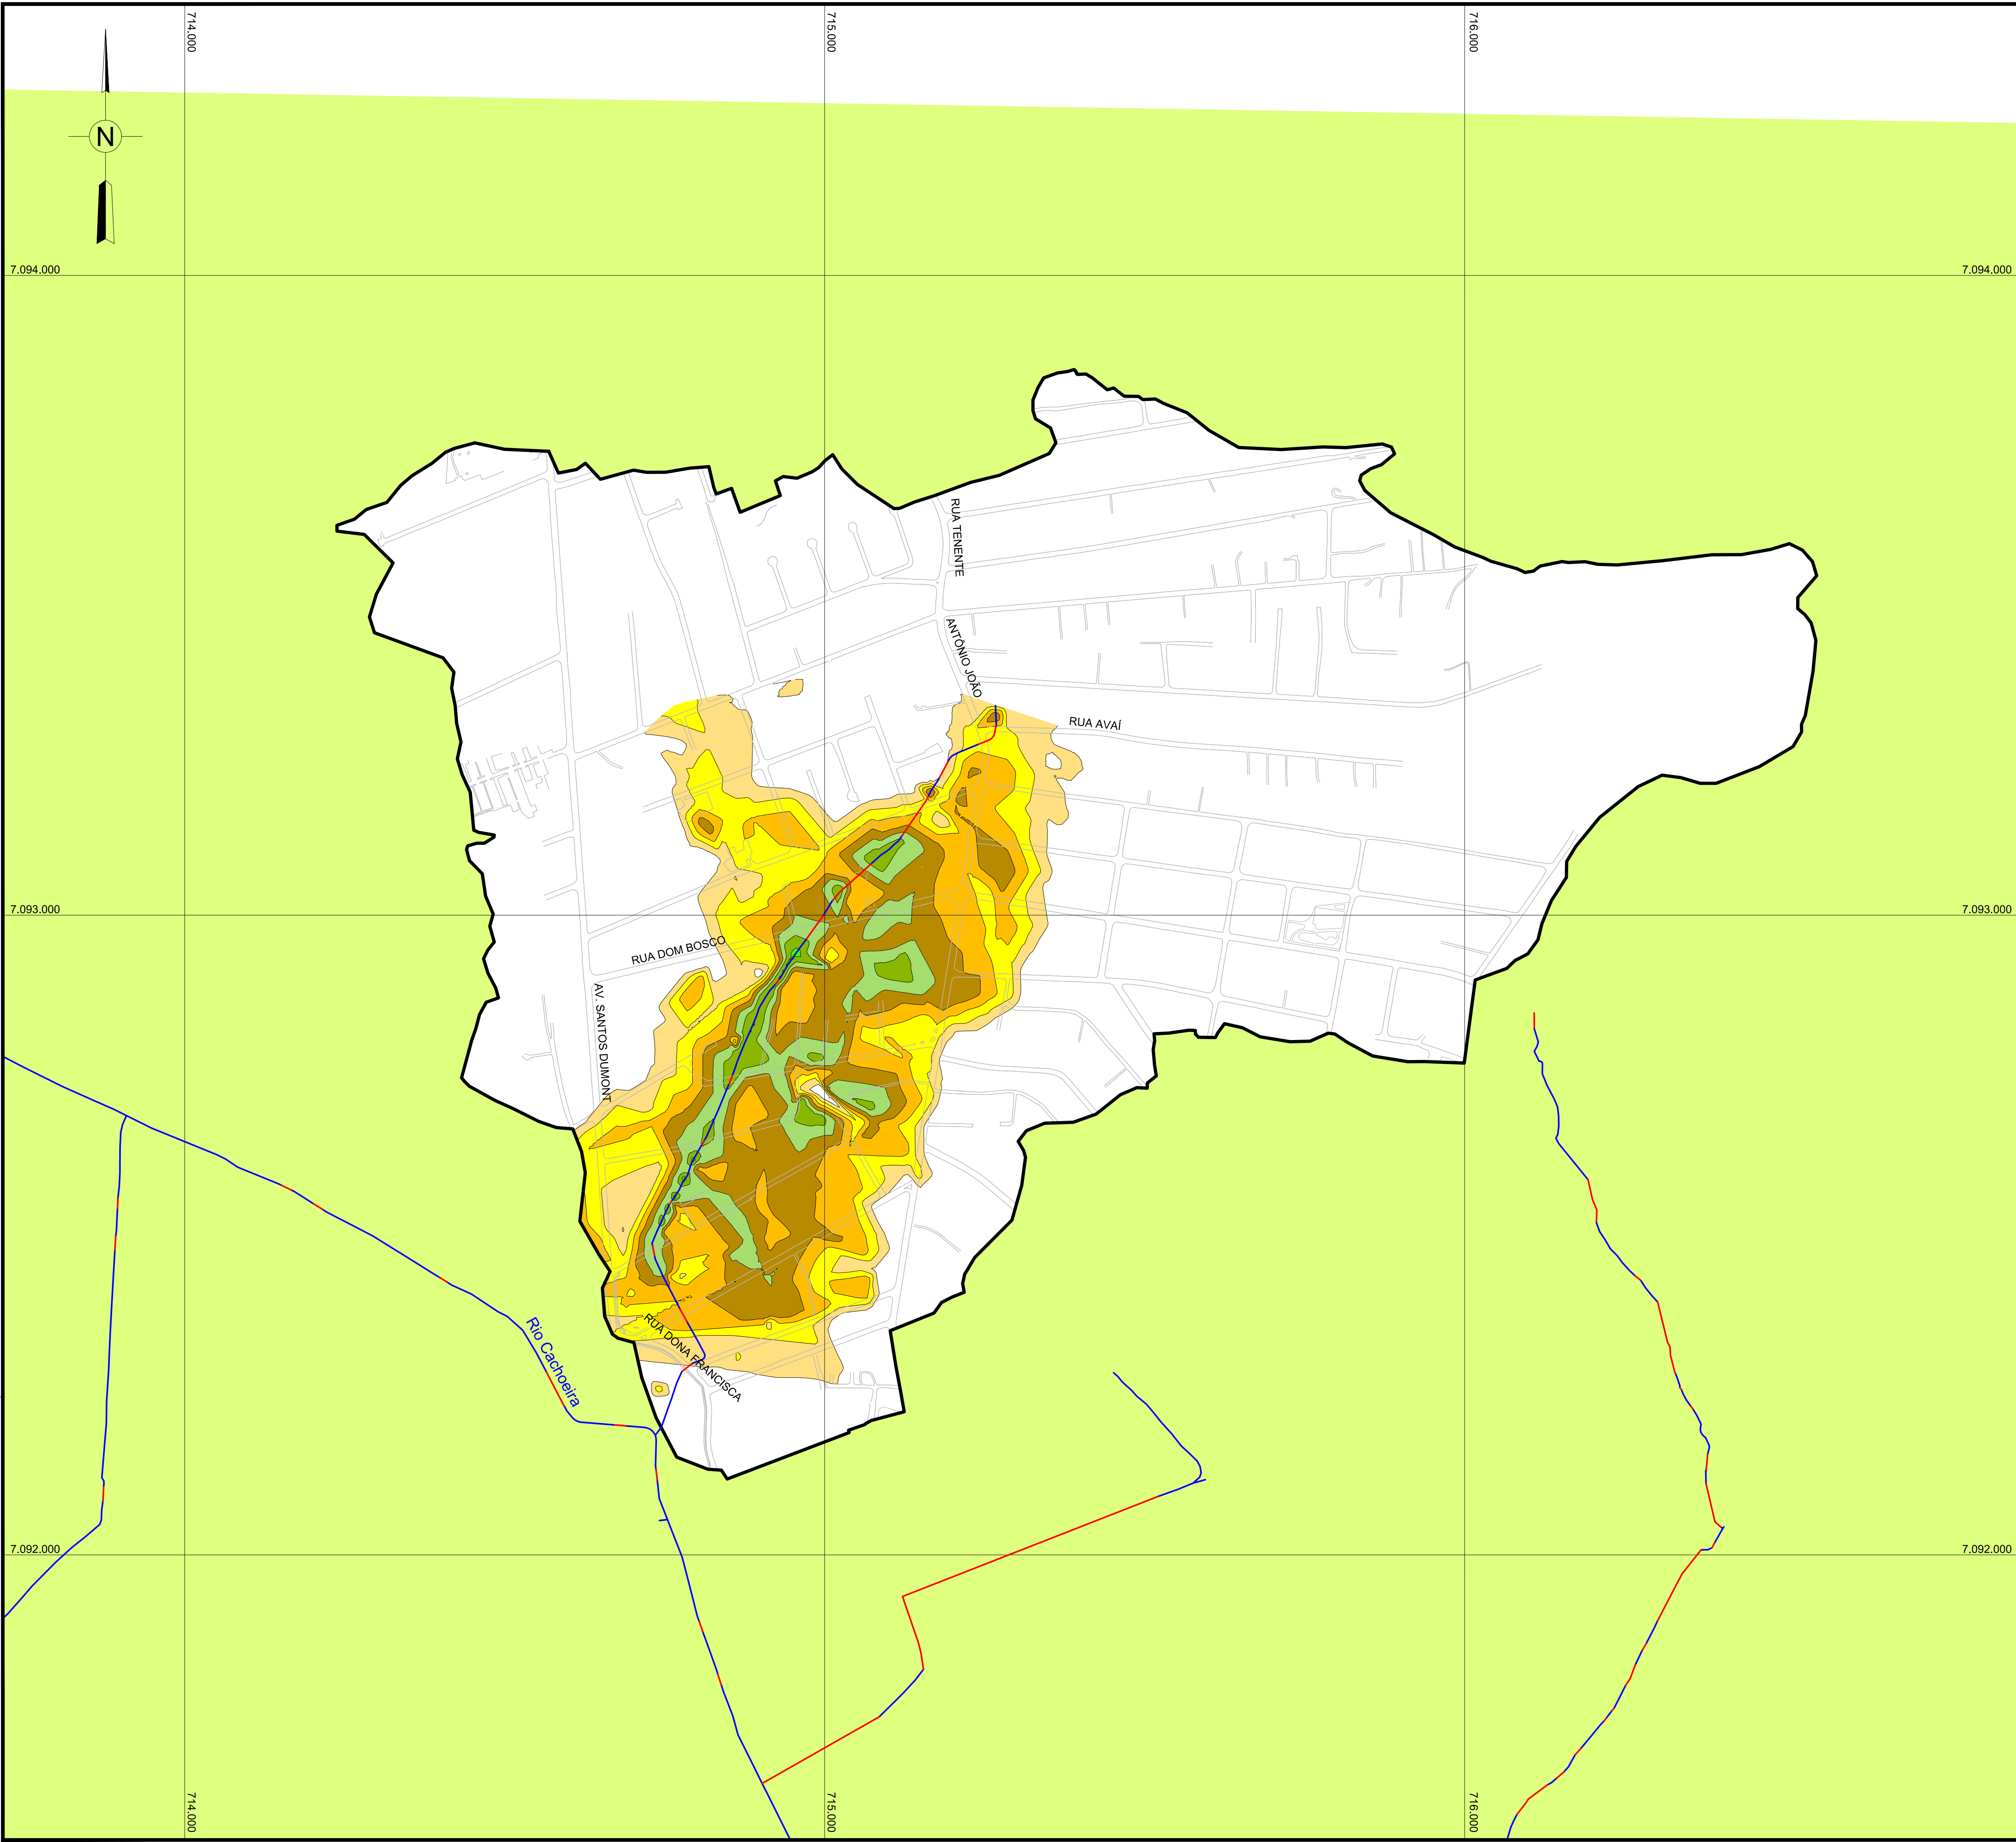 714.000
715.000
716.000
N
7.094.000
7.094.000
RUA TENENTE
ANTÔNIO JOÃO
RUA AVAÍ
7.093.000
7.093.000
RUA DOM BOSCO
AV. SANTOS DUMONT
RUA DONA FRANCISCA
Rio Cachoeira
7.092.000
7.092.000
714.000
715.000
716.000